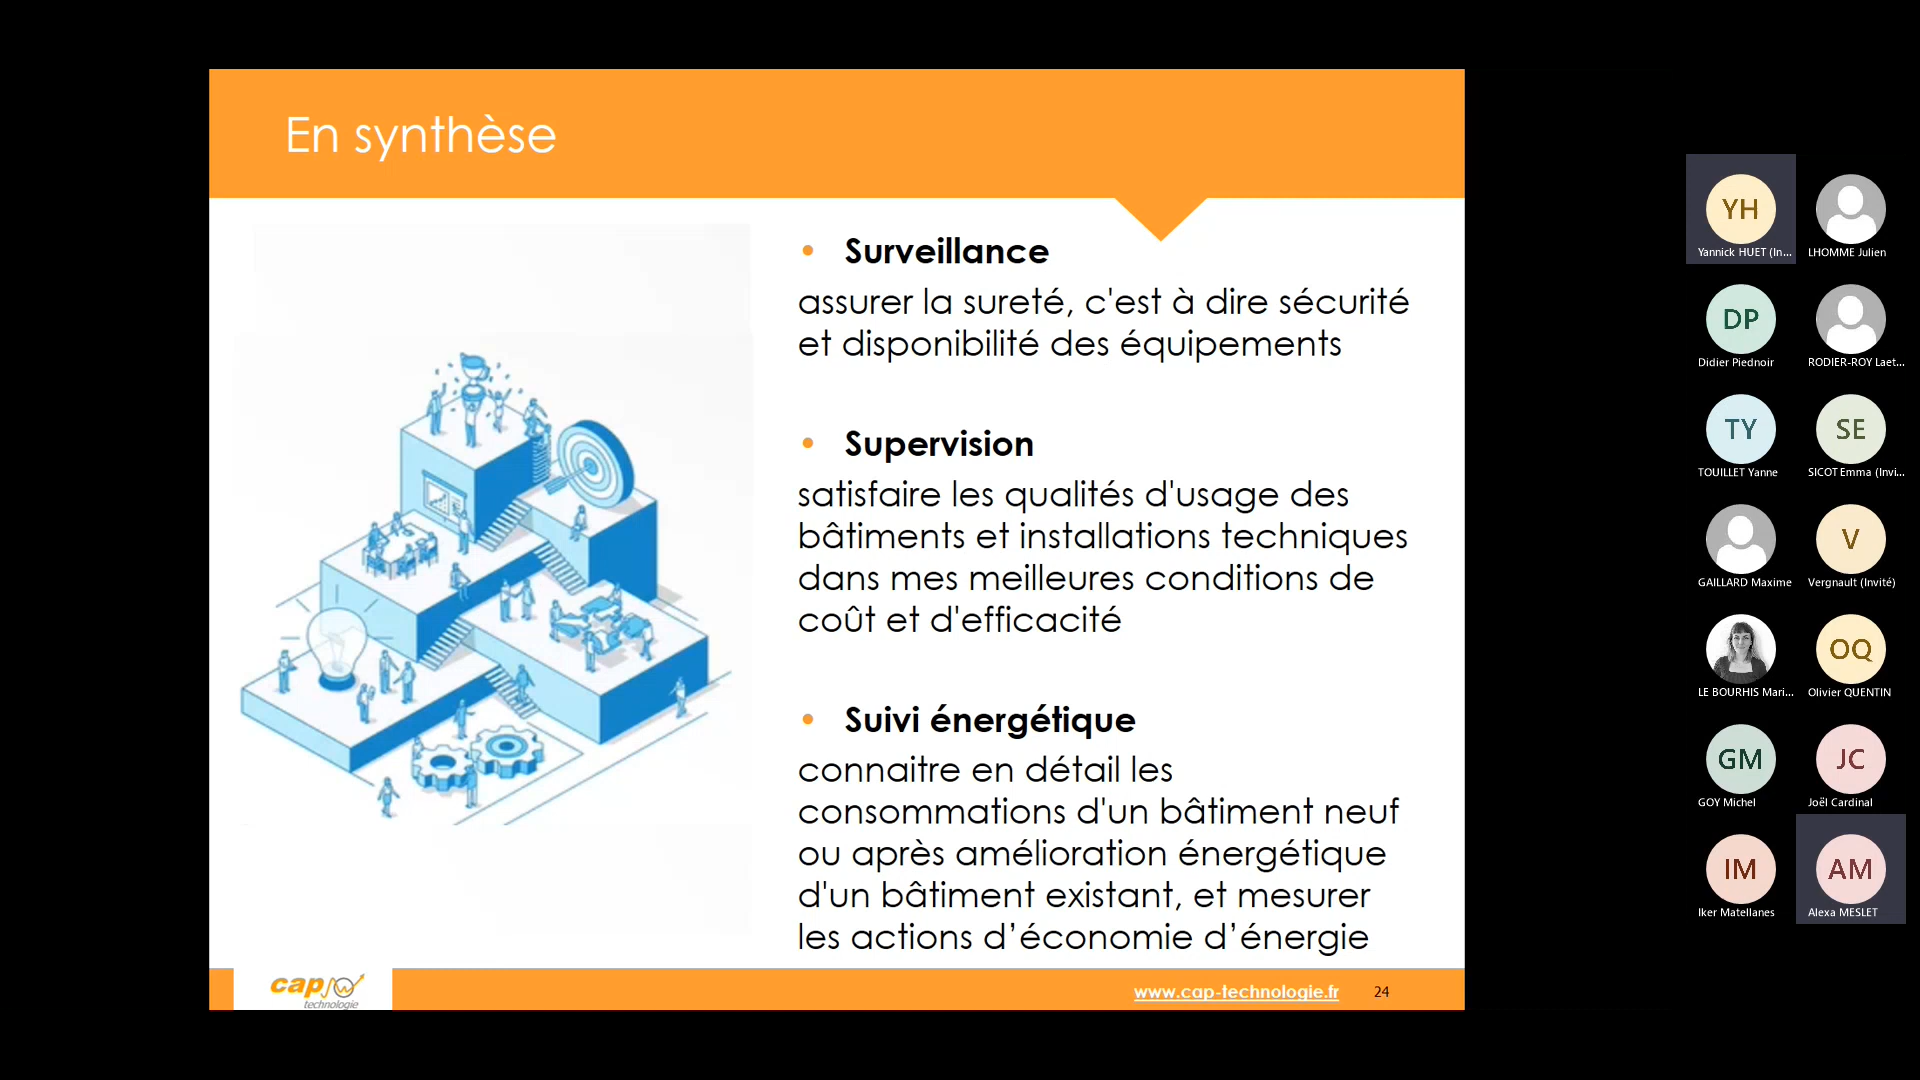 En synthèse
• Surveillance
assurer la sureté, c'est à dire sécurité
et disponibilité des équipements
• Supervision
satisfaire les qualités d'usage des
bâtiments et installations techniques
dans mes meilleures conditions de
coût et d'efficacité
• Suivi énergétique
connaitre en détail les
consommations d'un bâtiment neuf
ou après amélioration énergétique
d'un bâtiment existant, et mesurer
les actions d’économie d’énergie
cap
technologie
www.cap-technologie.fr
24
YH
Yannick HUET (In...
LHOMME Julien
DP
Didier Piednoir
RODIER-ROY Laet...
TY
TOUILLET Yanne
SE
SICOT Emma (Invi...
GAILLARD Maxime
V
Vergnault (Invité)
LE BOURHIS Mari...
OQ
Olivier QUENTIN
GM
GOY Michel
JC
Joël Cardinal
IM
Iker Matellanes
AM
Alexa MESLET